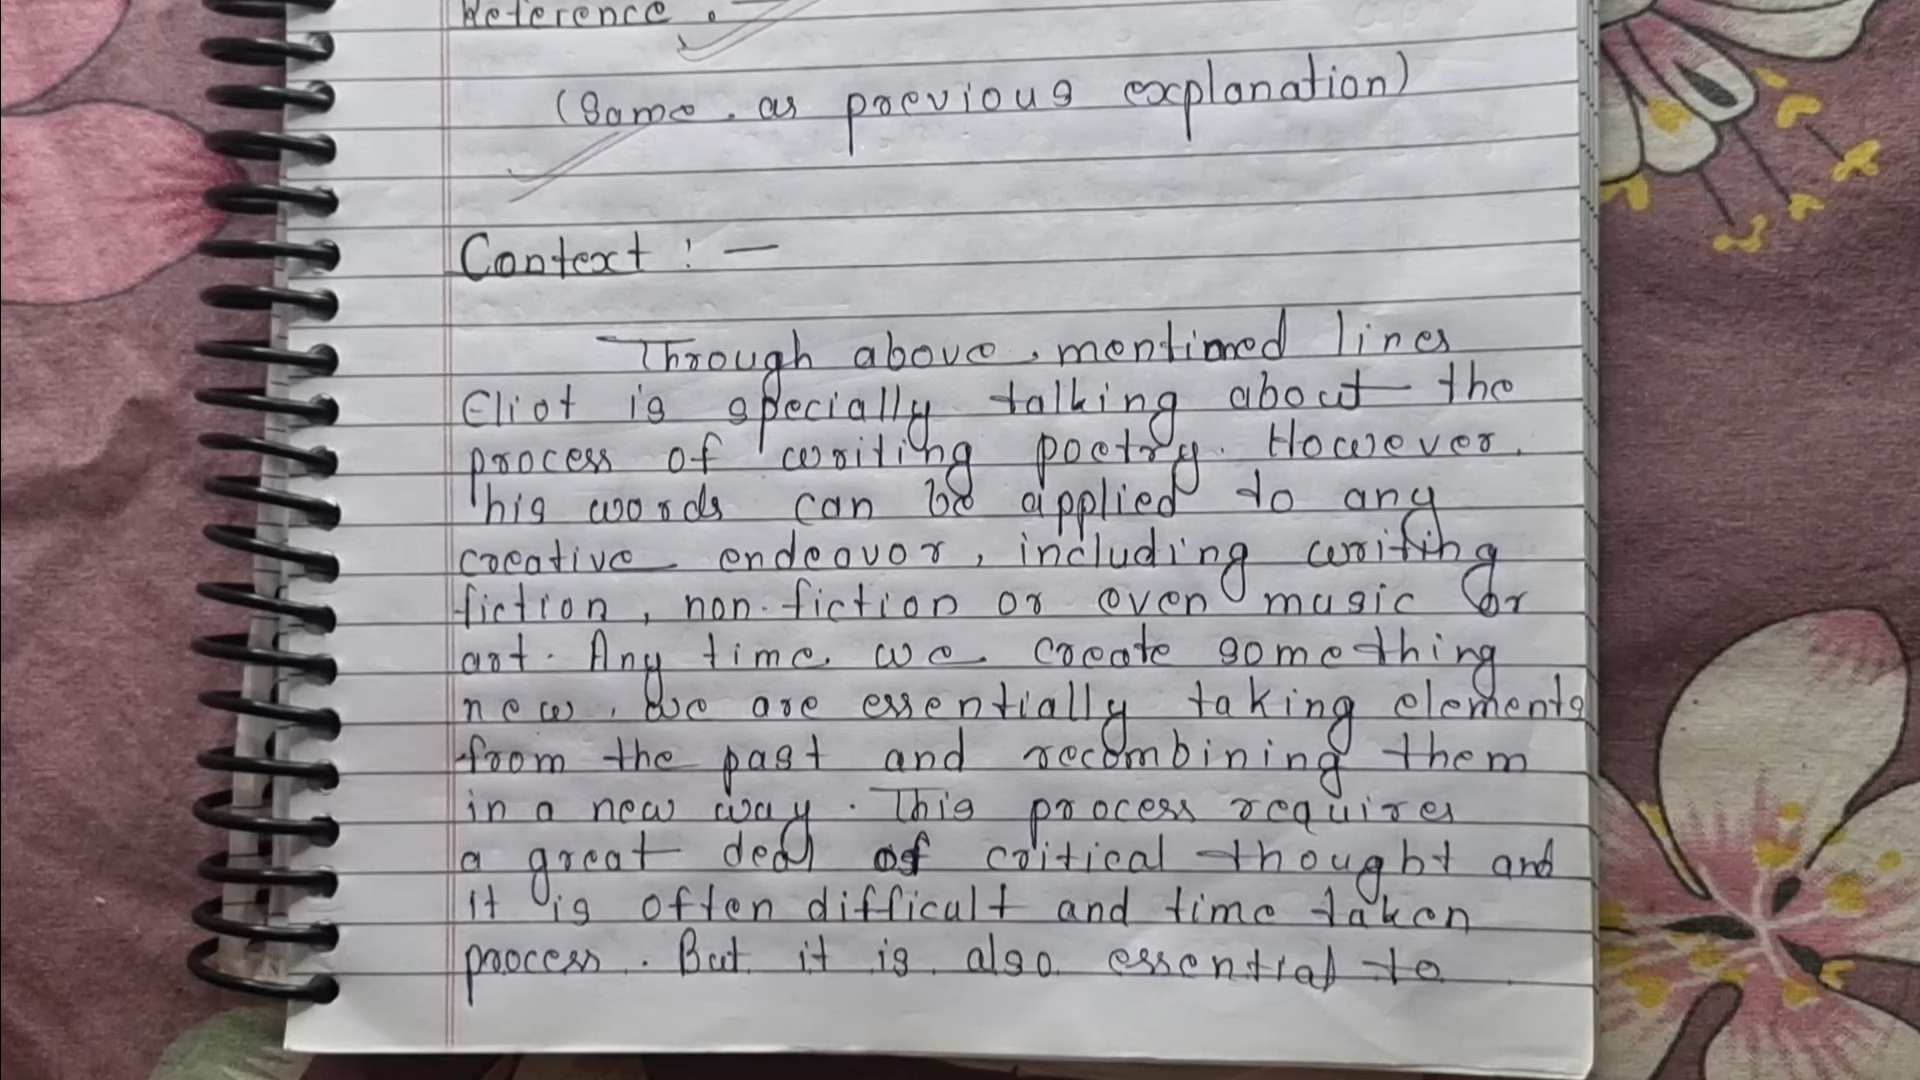 Reference :
(Same as previous explanation)
Context : —
Through above mentioned lines
Eliot is specially talking about the
process of writing poetry. However,
his words can be applied to any
creative endeavor, including writing
fiction, non-fiction or even music or
art. Any time we create something
new, we are essentially taking elements
from the past and recombining them
in a new way. This process requires
a great deal of critical thought and
it is often difficult and time taken
process. But it is also essential to